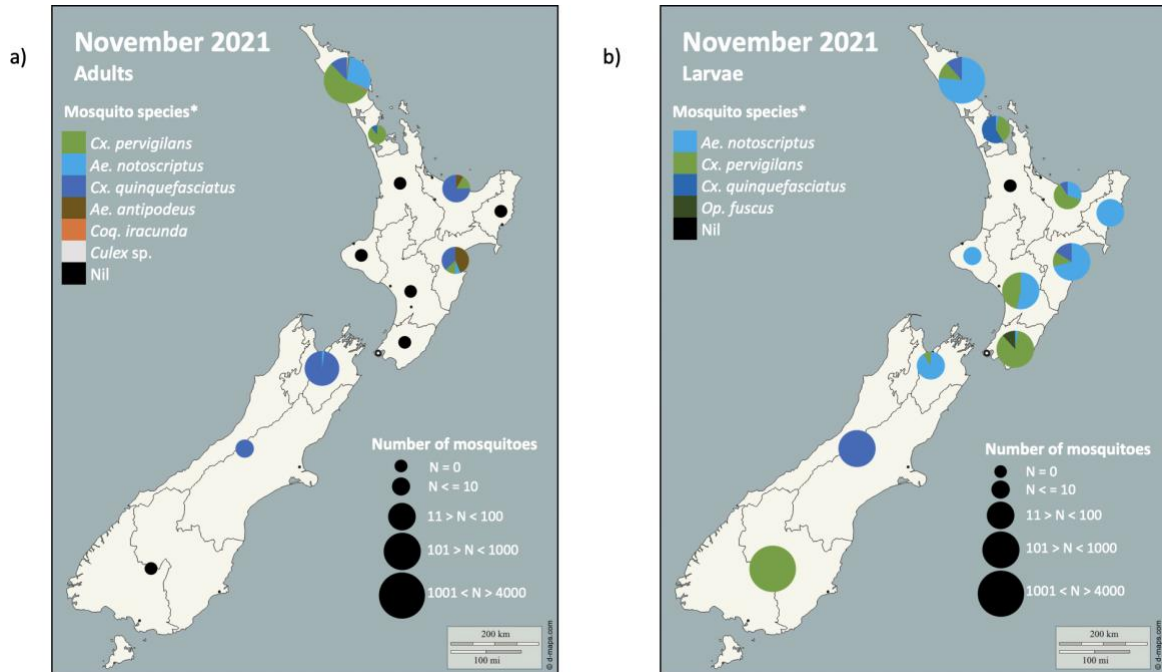 a)
November 2021
Adults
Mosquito species*
Cx. pervigilans
Ae. notoscriptus
Cx. quinquefasciatus
Ae. antipodeus
Coq. iracunda
Culex sp.
Nil
Number of mosquitoes
N = 0
N < = 10
11 > N < 100
101 > N < 1000
1001 < N > 4000
200 km
100 mi
© d-maps.com
b)
November 2021
Larvae
Mosquito species*
Ae. notoscriptus
Cx. pervigilans
Cx. quinquefasciatus
Op. fuscus
Nil
Number of mosquitoes
N = 0
N < = 10
11 > N < 100
101 > N < 1000
1001 < N > 4000
200 km
100 mi
© d-maps.com